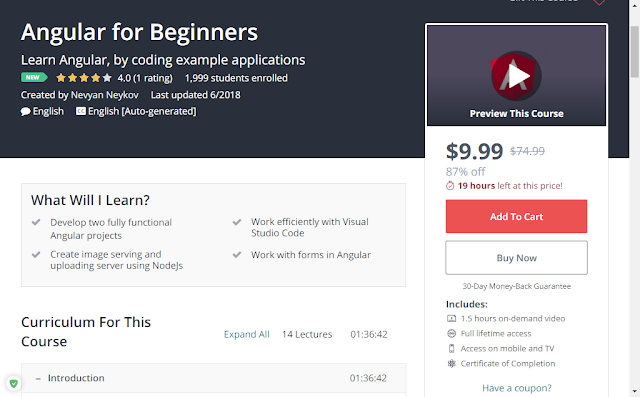 Angular for Beginners
Learn Angular, by coding example applications
NEW 4.0 (1 rating) 1,999 students enrolled
Created by Nevyan Neykov Last updated 6/2018
English English [Auto-generated]
Preview This Course
$9.99 $74.99
87% off
19 hours left at this price!
Add To Cart
Buy Now
30-Day Money-Back Guarantee
Includes:
1.5 hours on-demand video
Full lifetime access
Access on mobile and TV
Certificate of Completion
Have a coupon?
What Will I Learn?
Develop two fully functional
Angular projects
Create image serving and
uploading server using NodeJs
Work efficiently with Visual
Studio Code
Work with forms in Angular
Curriculum For This
Course
Expand All 14 Lectures 01:36:42
– Introduction 01:36:42